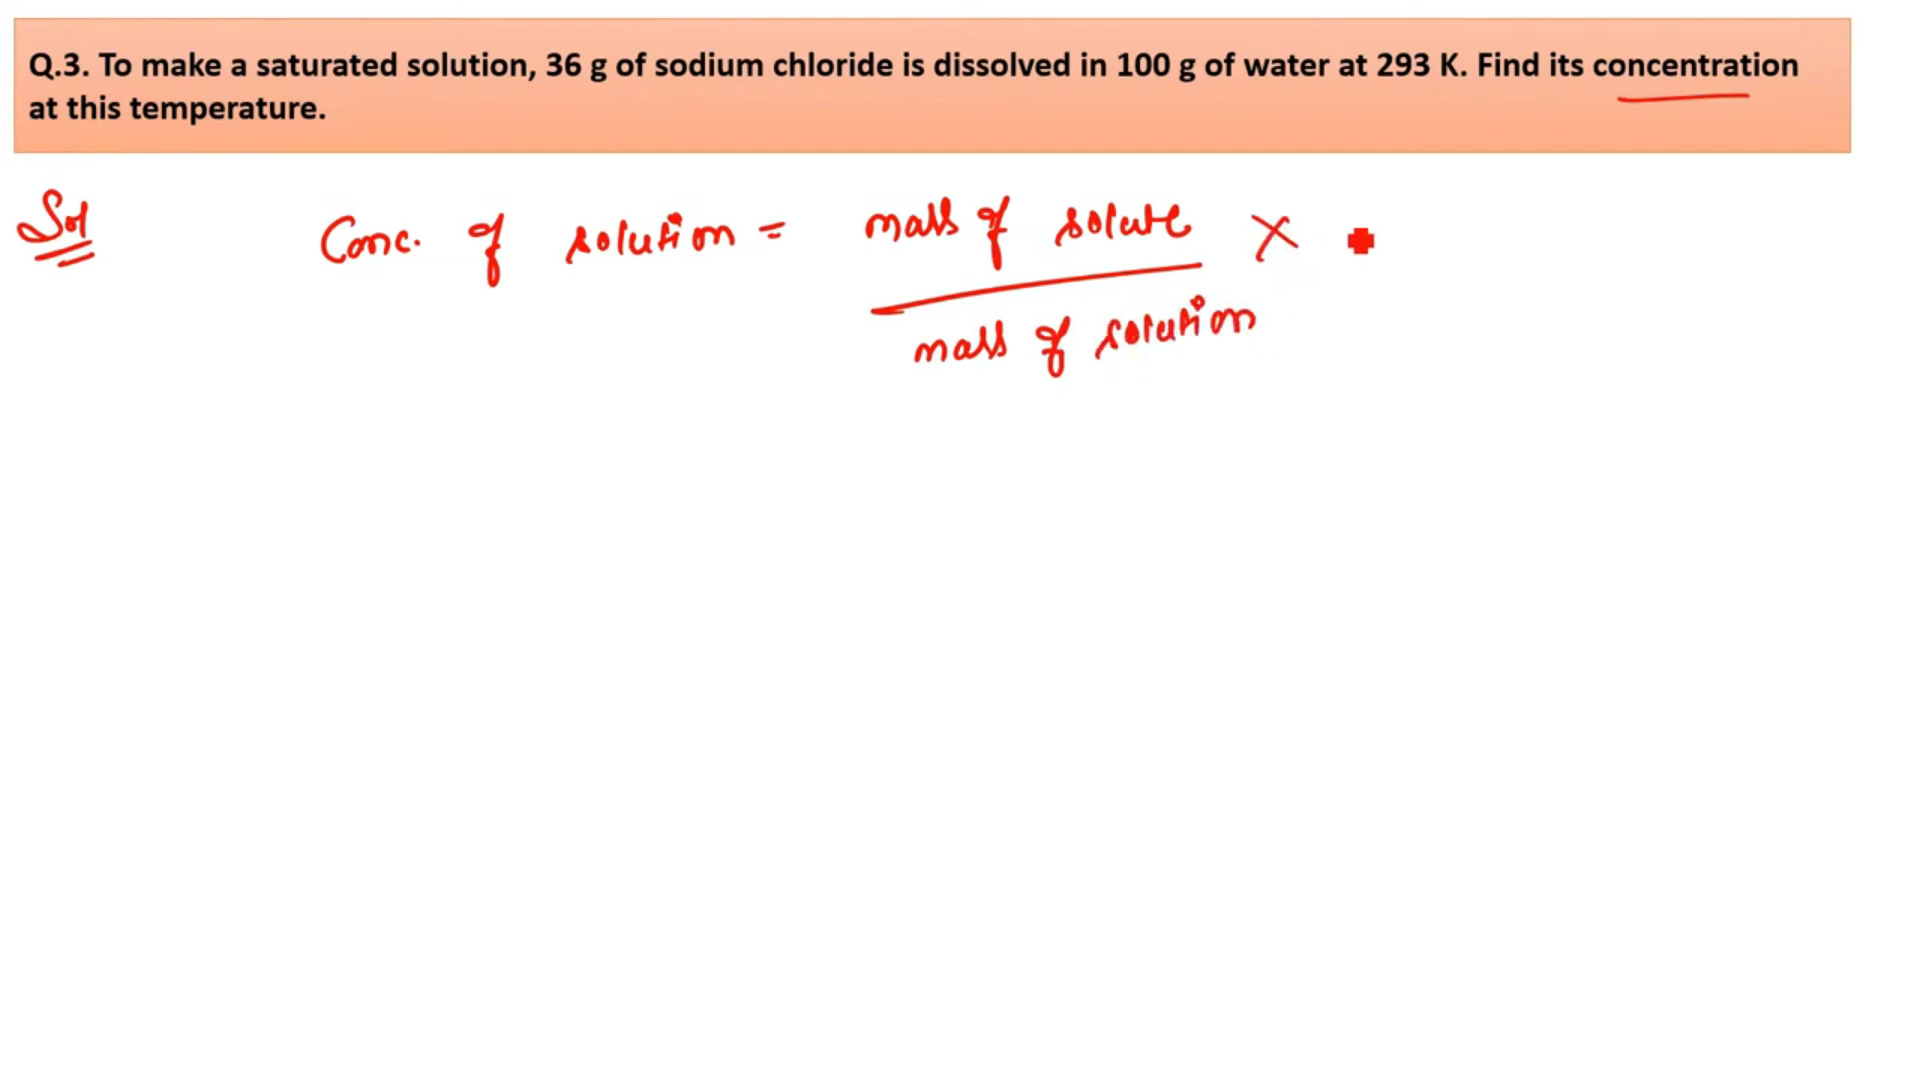 Q.3. To make a saturated solution, 36 g of sodium chloride is dissolved in 100 g of water at 293 K. Find its concentration
at this temperature.
Sol
Conc. of solution = mass of solute ×
mass of solution